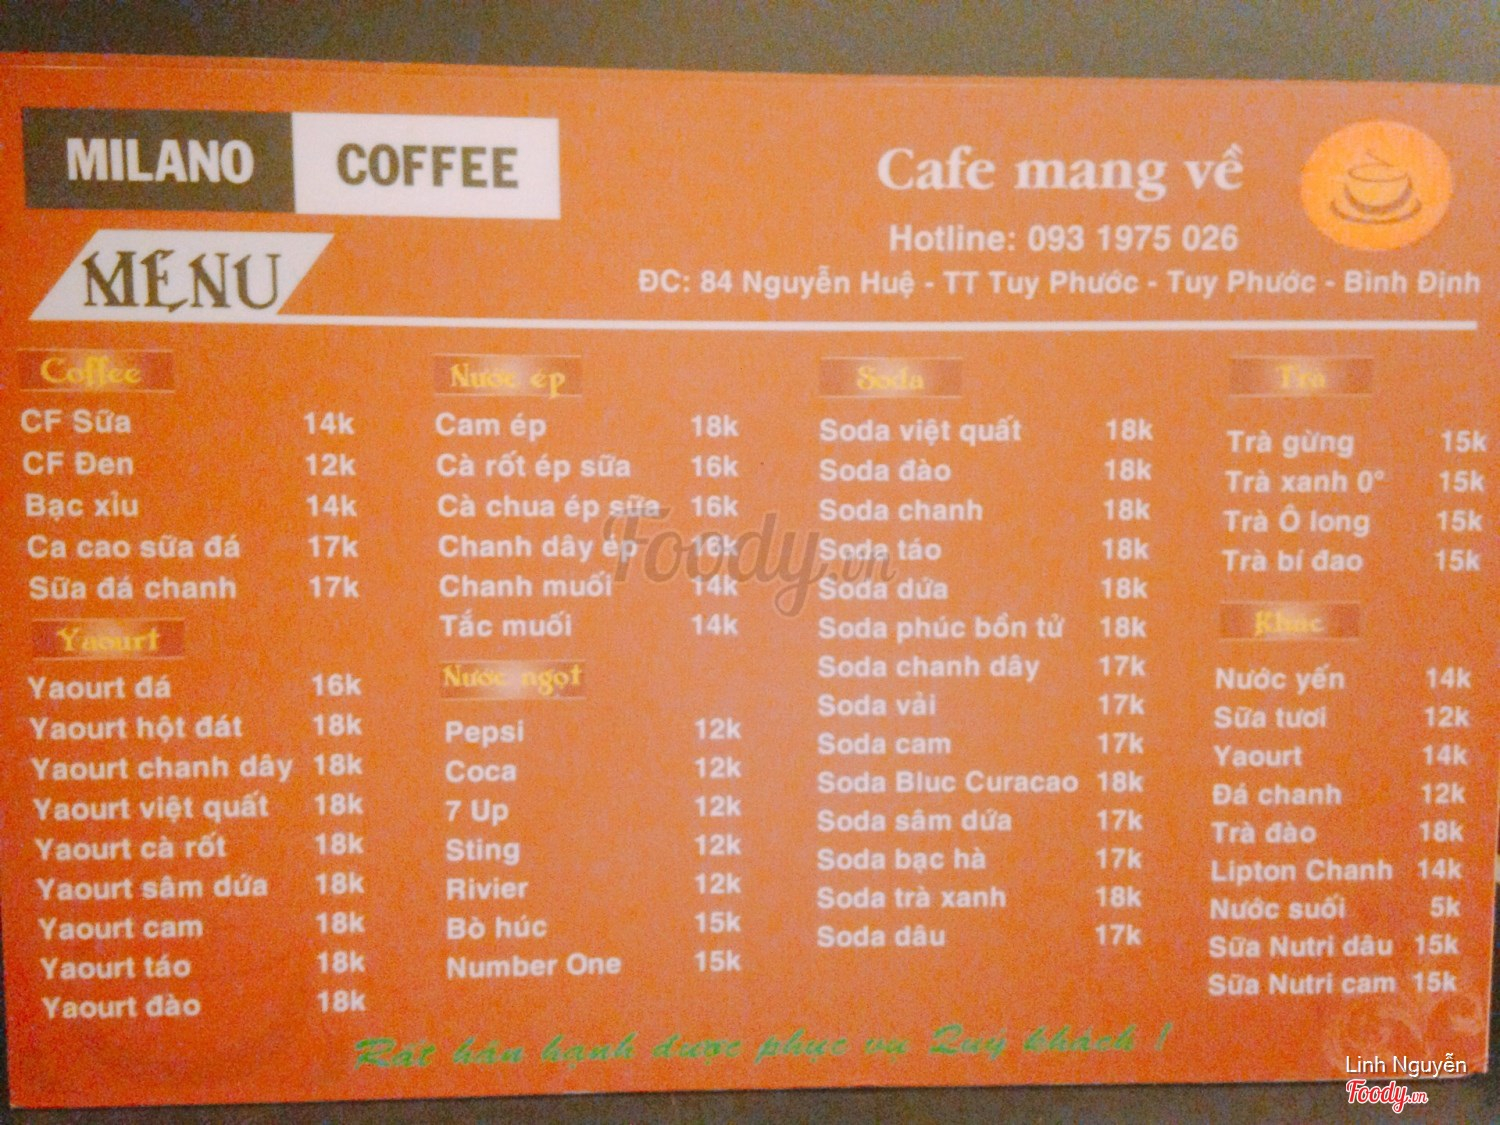 MILANO COFFEE
Cafe mang về
Hotline: 093 1975 026
ĐC: 84 Nguyễn Huệ - TT Tuy Phước - Tuy Phước - Bình Định
MENU
Coffee
CF Sữa 14k
CF Đen 12k
Bạc xỉu 14k
Ca cao sữa đá 17k
Sữa đá chanh 17k
Yaourt
Yaourt đá 16k
Yaourt hột đát 18k
Yaourt chanh dây 18k
Yaourt việt quất 18k
Yaourt cà rốt 18k
Yaourt sâm dứa 18k
Yaourt cam 18k
Yaourt táo 18k
Yaourt đào 18k
Nước ép
Cam ép 18k
Cà rốt ép sữa 16k
Cà chua ép sữa 16k
Chanh dây ép 16k
Chanh muối 14k
Tắc muối 14k
Nước ngọt
Pepsi 12k
Coca 12k
7 Up 12k
Sting 12k
Rivier 12k
Bò húc 15k
Number One 15k
Soda
Soda việt quất 18k
Soda đào 18k
Soda chanh 18k
Soda táo 18k
Soda dứa 18k
Soda phúc bồn tử 18k
Soda chanh dây 17k
Soda vải 17k
Soda cam 17k
Soda Bluc Curacao 18k
Soda sâm dứa 17k
Soda bạc hà 17k
Soda trà xanh 18k
Soda dâu 17k
Trà
Trà gừng 15k
Trà xanh 0° 15k
Trà Ô long 15k
Trà bí đao 15k
Khác
Nước yến 14k
Sữa tươi 12k
Yaourt 14k
Đá chanh 12k
Trà đào 18k
Lipton Chanh 14k
Nước suối 5k
Sữa Nutri dâu 15k
Sữa Nutri cam 15k
Rất hân hạnh được phục vụ Quý khách !
Foody.vn
Linh Nguyễn
Foody.vn